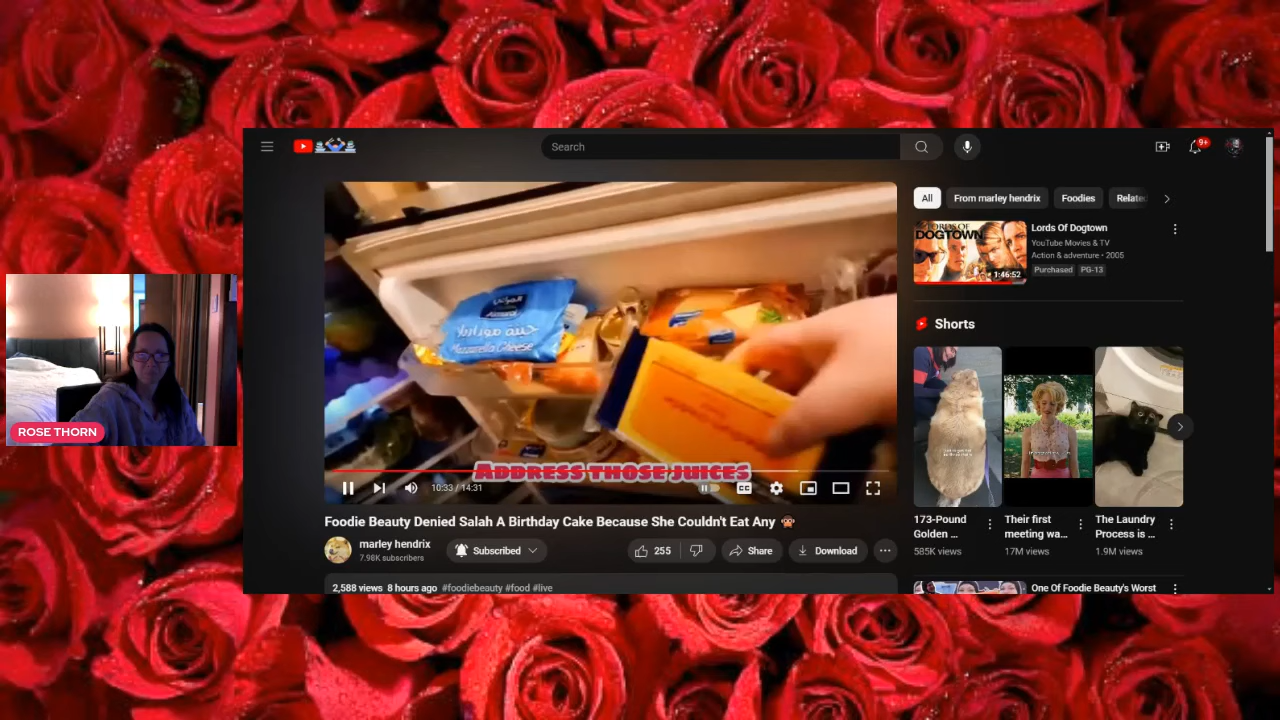 Search
9+
All
From marley hendrix
Foodies
Relate
LORDS OF
DOGTOWN
1:46:52
Lords Of Dogtown
YouTube Movies & TV
Action & adventure • 2005
Purchased
PG-13
Almarai
Mozzarella Cheese
ADDRESS THOSE JUICES
10:33 / 14:31
CC
Shorts
Foodie Beauty Denied Salah A Birthday Cake Because She Couldn't Eat Any
marley hendrix
7.98K subscribers
Subscribed
255
Share
Download
2,588 views 8 hours ago #foodiebeauty #food #live
173-Pound
Golden ...
585K views
Their first
meeting wa...
17M views
The Laundry
Process is ...
1.9M views
One Of Foodie Beauty's Worst
ROSE THORN